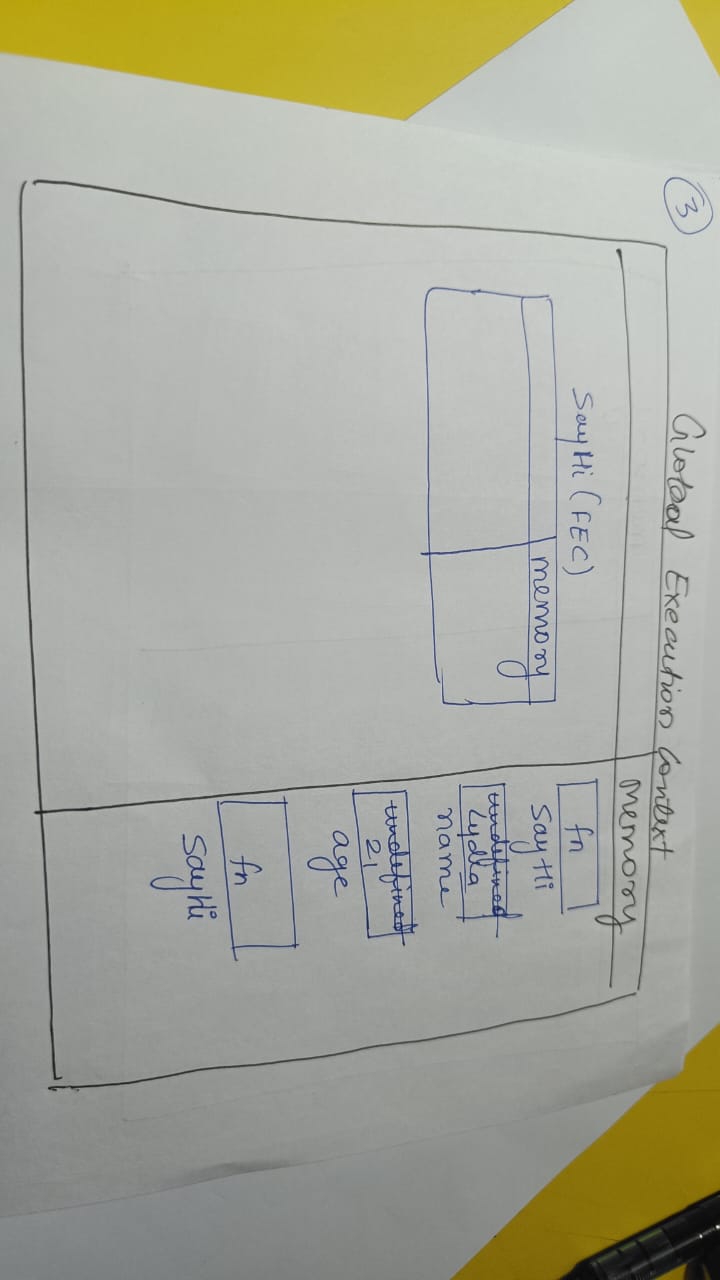 3
Global Execution Context
memory
SayHi (FEC)
memory
fn
SayHi
undefined
Lydia
name
undefined
21
age
fn
SayHi